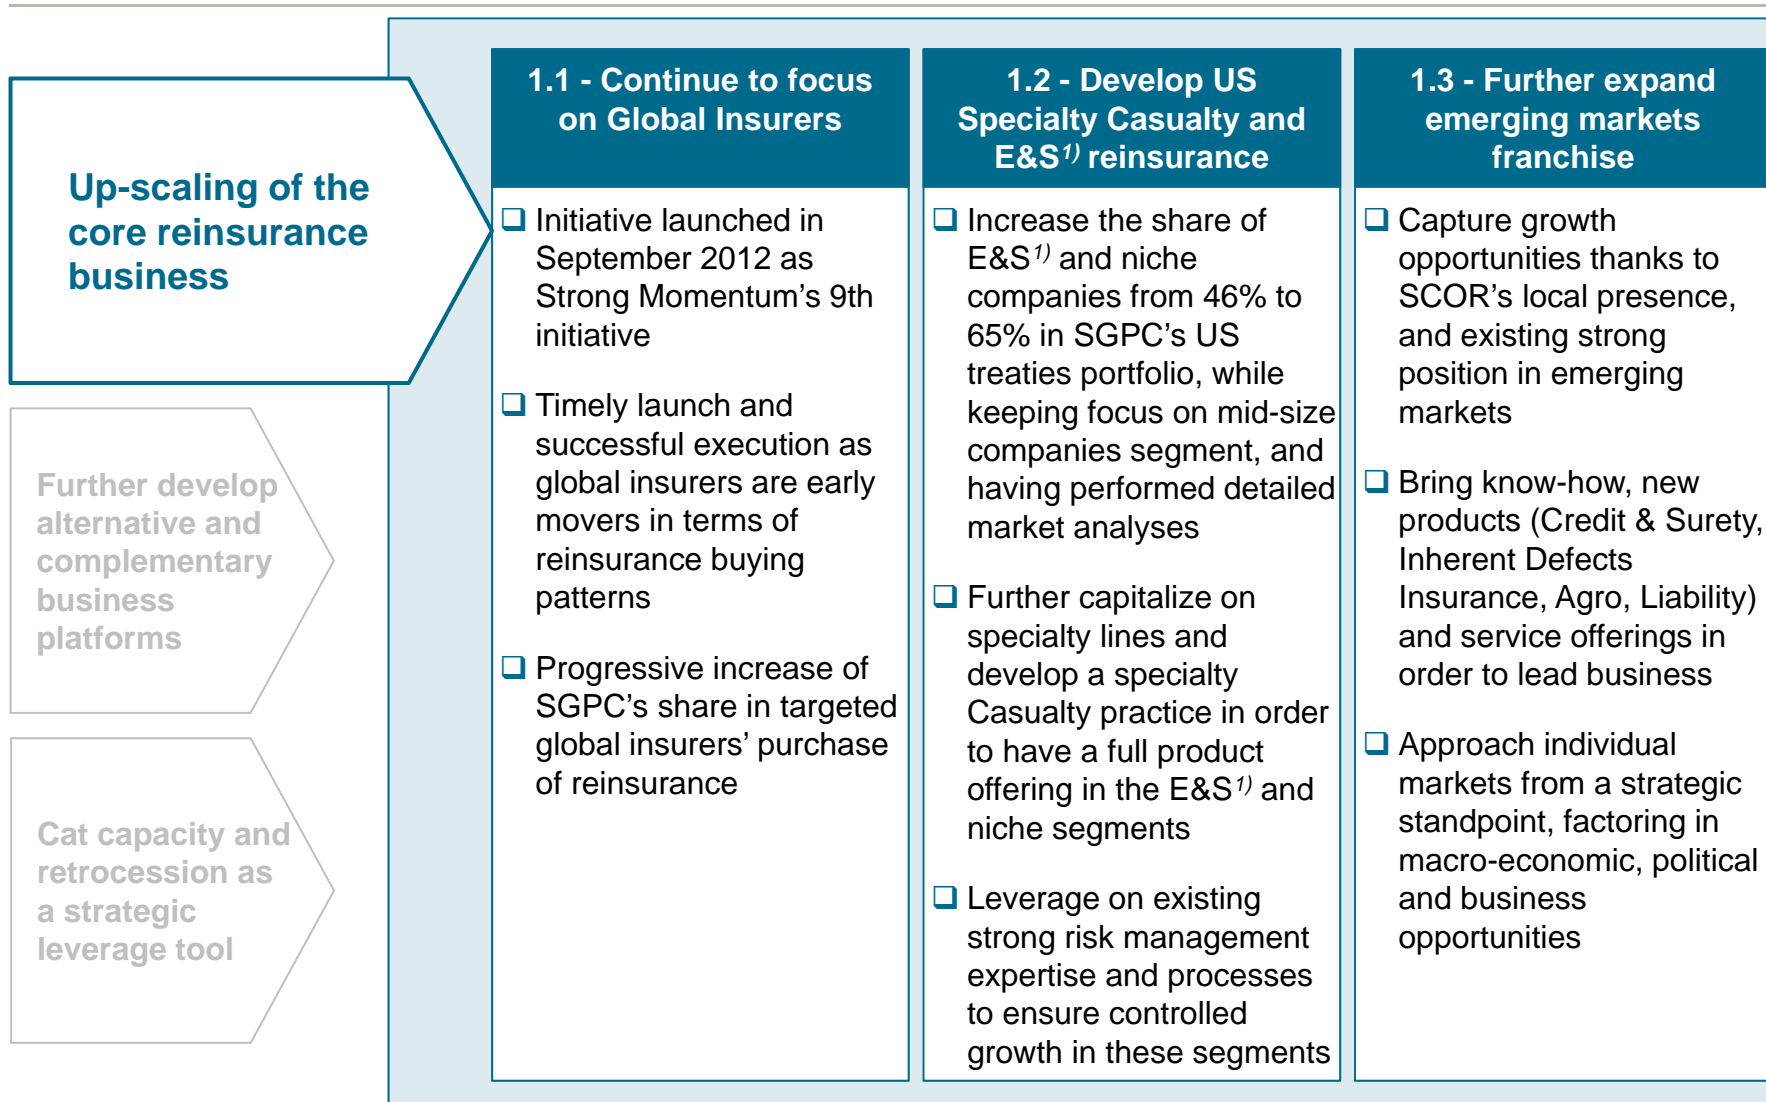 Up-scaling of the
core reinsurance
business
Further develop
alternative and
complementary
business
platforms
Cat capacity and
retrocession as
a strategic
leverage tool
1.1 - Continue to focus
on Global Insurers
❑ Initiative launched in
September 2012 as
Strong Momentum’s 9th
initiative
❑ Timely launch and
successful execution as
global insurers are early
movers in terms of
reinsurance buying
patterns
❑ Progressive increase of
SGPC’s share in targeted
global insurers’ purchase
of reinsurance
1.2 - Develop US
Specialty Casualty and
E&S1) reinsurance
❑ Increase the share of
E&S1) and niche
companies from 46% to
65% in SGPC’s US
treaties portfolio, while
keeping focus on mid-size
companies segment, and
having performed detailed
market analyses
❑ Further capitalize on
specialty lines and
develop a specialty
Casualty practice in order
to have a full product
offering in the E&S1) and
niche segments
❑ Leverage on existing
strong risk management
expertise and processes
to ensure controlled
growth in these segments
1.3 - Further expand
emerging markets
franchise
❑ Capture growth
opportunities thanks to
SCOR’s local presence,
and existing strong
position in emerging
markets
❑ Bring know-how, new
products (Credit & Surety,
Inherent Defects
Insurance, Agro, Liability)
and service offerings in
order to lead business
❑ Approach individual
markets from a strategic
standpoint, factoring in
macro-economic, political
and business
opportunities